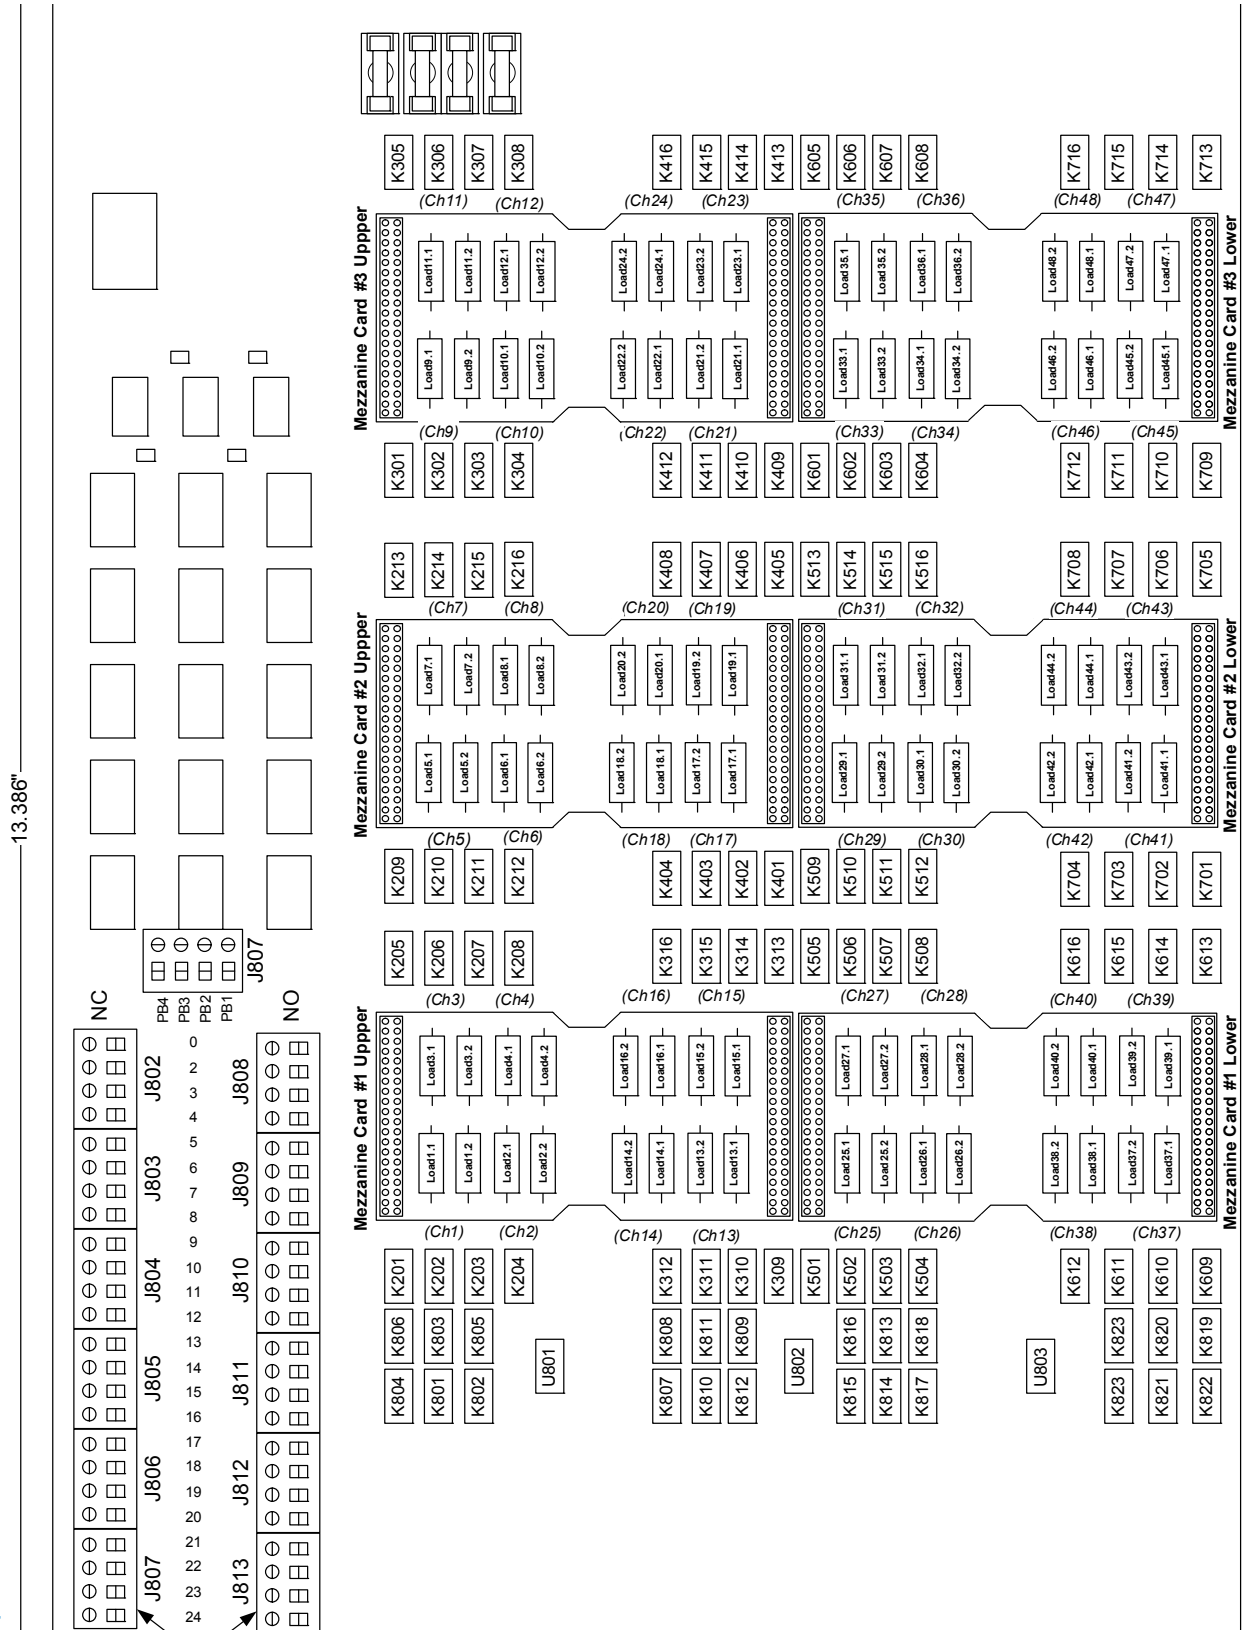 K305 K306 K307 K308 K416 K415 K414 K413 K605 K606 K607 K608 K716 K715 K714 K713
(Ch11) (Ch12) (Ch24) (Ch23) (Ch35) (Ch36) (Ch48) (Ch47)
Mezzanine Card #3 Uppper
Load11.1 Load11.2 Load12.1 Load12.2 Load24.2 Load24.1 Load23.2 Load23.1 Load35.1 Load35.2 Load36.1 Load36.2 Load48.2 Load48.1 Load47.2 Load47.1
Mezzanine Card #3 Lower
Load9.1 Load9.2 Load10.1 Load10.2 Load22.2 Load22.1 Load21.2 Load21.1 Load33.1 Load33.2 Load34.1 Load34.2 Load46.2 Load46.1 Load45.2 Load45.1
(Ch9) (Ch10) (Ch22) (Ch21) (Ch33) (Ch34) (Ch46) (Ch45)
K301 K302 K303 K304 K412 K411 K410 K409 K601 K602 K603 K604 K712 K711 K710 K709
K213 K214 K215 K216 K408 K407 K406 K405 K513 K514 K515 K516 K708 K707 K706 K705
(Ch7) (Ch8) (Ch20) (Ch19) (Ch31) (Ch32) (Ch44) (Ch43)
Mezzanine Card #2 Uppper
Load7.1 Load7.2 Load8.1 Load8.2 Load20.2 Load20.1 Load19.2 Load19.1 Load31.1 Load31.2 Load32.1 Load32.2 Load44.2 Load44.1 Load43.2 Load43.1
Mezzanine Card #2 Lower
Load5.1 Load5.2 Load6.1 Load6.2 Load18.2 Load18.1 Load17.2 Load17.1 Load29.1 Load29.2 Load30.1 Load30.2 Load42.2 Load42.1 Load41.2 Load41.1
(Ch5) (Ch6) (Ch18) (Ch17) (Ch29) (Ch30) (Ch42) (Ch41)
K209 K210 K211 K212 K404 K403 K402 K401 K509 K510 K511 K512 K704 K703 K702 K701
K205 K206 K207 K208 K316 K315 K314 K313 K505 K506 K507 K508 K616 K615 K614 K613
(Ch3) (Ch4) (Ch16) (Ch15) (Ch27) (Ch28) (Ch40) (Ch39)
Mezzanine Card #1 Uppper
Load3.1 Load3.2 Load4.1 Load4.2 Load16.2 Load16.1 Load15.2 Load15.1 Load27.1 Load27.2 Load28.1 Load28.2 Load40.2 Load40.1 Load39.2 Load39.1
Mezzanine Card #1 Lower
Load1.1 Load1.2 Load2.1 Load2.2 Load14.2 Load14.1 Load13.2 Load13.1 Load25.1 Load25.2 Load26.1 Load26.2 Load38.2 Load38.1 Load37.2 Load37.1
(Ch1) (Ch2) (Ch14) (Ch13) (Ch25) (Ch26) (Ch38) (Ch37)
K201 K202 K203 K204 K312 K311 K310 K309 K501 K502 K503 K504 K612 K611 K610 K609
K806 K803 K805 K808 K811 K809 K816 K813 K818 K823 K820 K819
U801 U802 U803
K804 K801 K802 K807 K810 K812 K815 K814 K817 K823 K821 K822
13.386"
J807
PB4 PB3 PB2 PB1
NC
NO
J802
J803
J804
J805
J806
J807
0
2
3
4
5
6
7
8
9
10
11
12
13
14
15
16
17
18
19
20
21
22
23
24
J808
J809
J810
J811
J812
J813